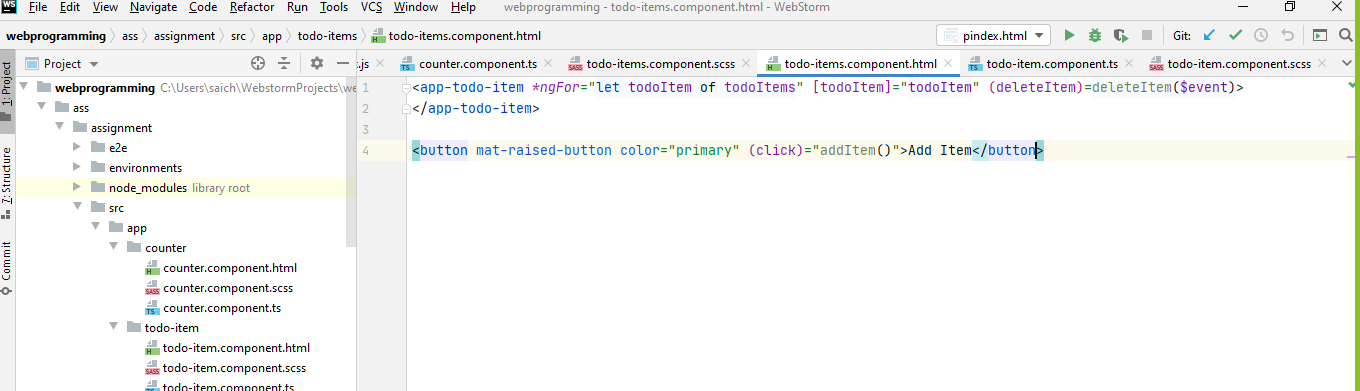 WS File Edit View Navigate Code Refactor Run Tools VCS Window Help webprogramming - todo-items.component.html - WebStorm
webprogramming ass assignment src app todo-items todo-items.component.html pindex.html Git:
Project .js counter.component.ts todo-items.component.scss todo-items.component.html todo-item.component.ts todo-item.component.scss
1: Project
7: Structure
Commit
webprogramming C:\Users\saich\WebstormProjects\we
ass
assignment
e2e
environments
node_modules library root
src
app
counter
counter.component.html
counter.component.scss
counter.component.ts
todo-item
todo-item.component.html
todo-item.component.scss
todo-item.component.ts
1 <app-todo-item *ngFor="let todoItem of todoItems" [todoItem]="todoItem" (deleteItem)=deleteItem($event)>
2 </app-todo-item>
3
4 <button mat-raised-button color="primary" (click)="addItem()">Add Item</button>